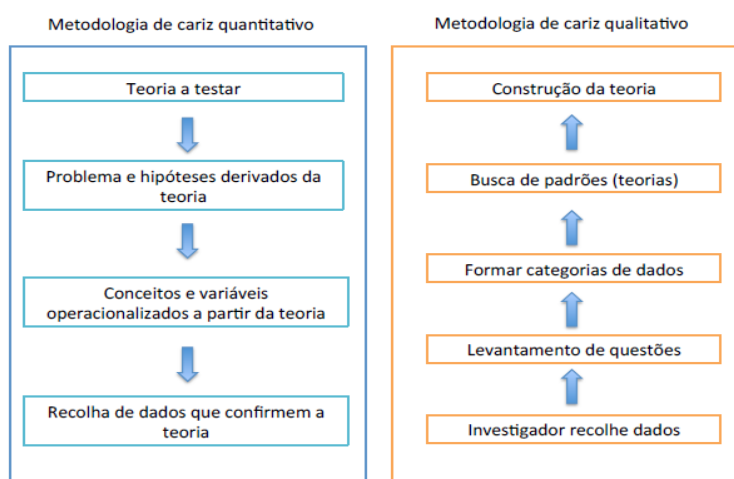 Metodologia de cariz quantitativo
Teoria a testar
Problema e hipóteses derivados da
teoria
Conceitos e variáveis
operacionalizados a partir da teoria
Recolha de dados que confirmem a
teoria
Metodologia de cariz qualitativo
Construção da teoria
Busca de padrões (teorias)
Formar categorias de dados
Levantamento de questões
Investigador recolhe dados